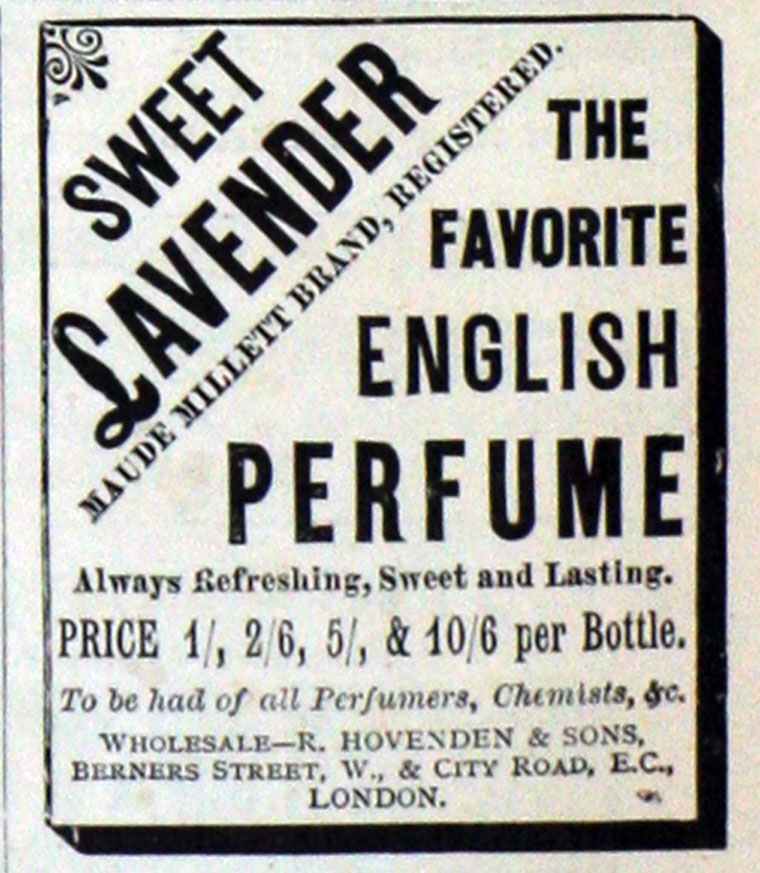 SWEET
LAVENDER
MAUDE MILLETT BRAND, REGISTERED.
THE
FAVORITE
ENGLISH
PERFUME
Always Refreshing, Sweet and Lasting.
PRICE 1/, 2/6, 5/, & 10/6 per Bottle.
To be had of all Perfumers, Chemists, &c.
WHOLESALE—R. HOVENDEN & SONS,
BERNERS STREET, W., & CITY ROAD, E.C.,
LONDON.